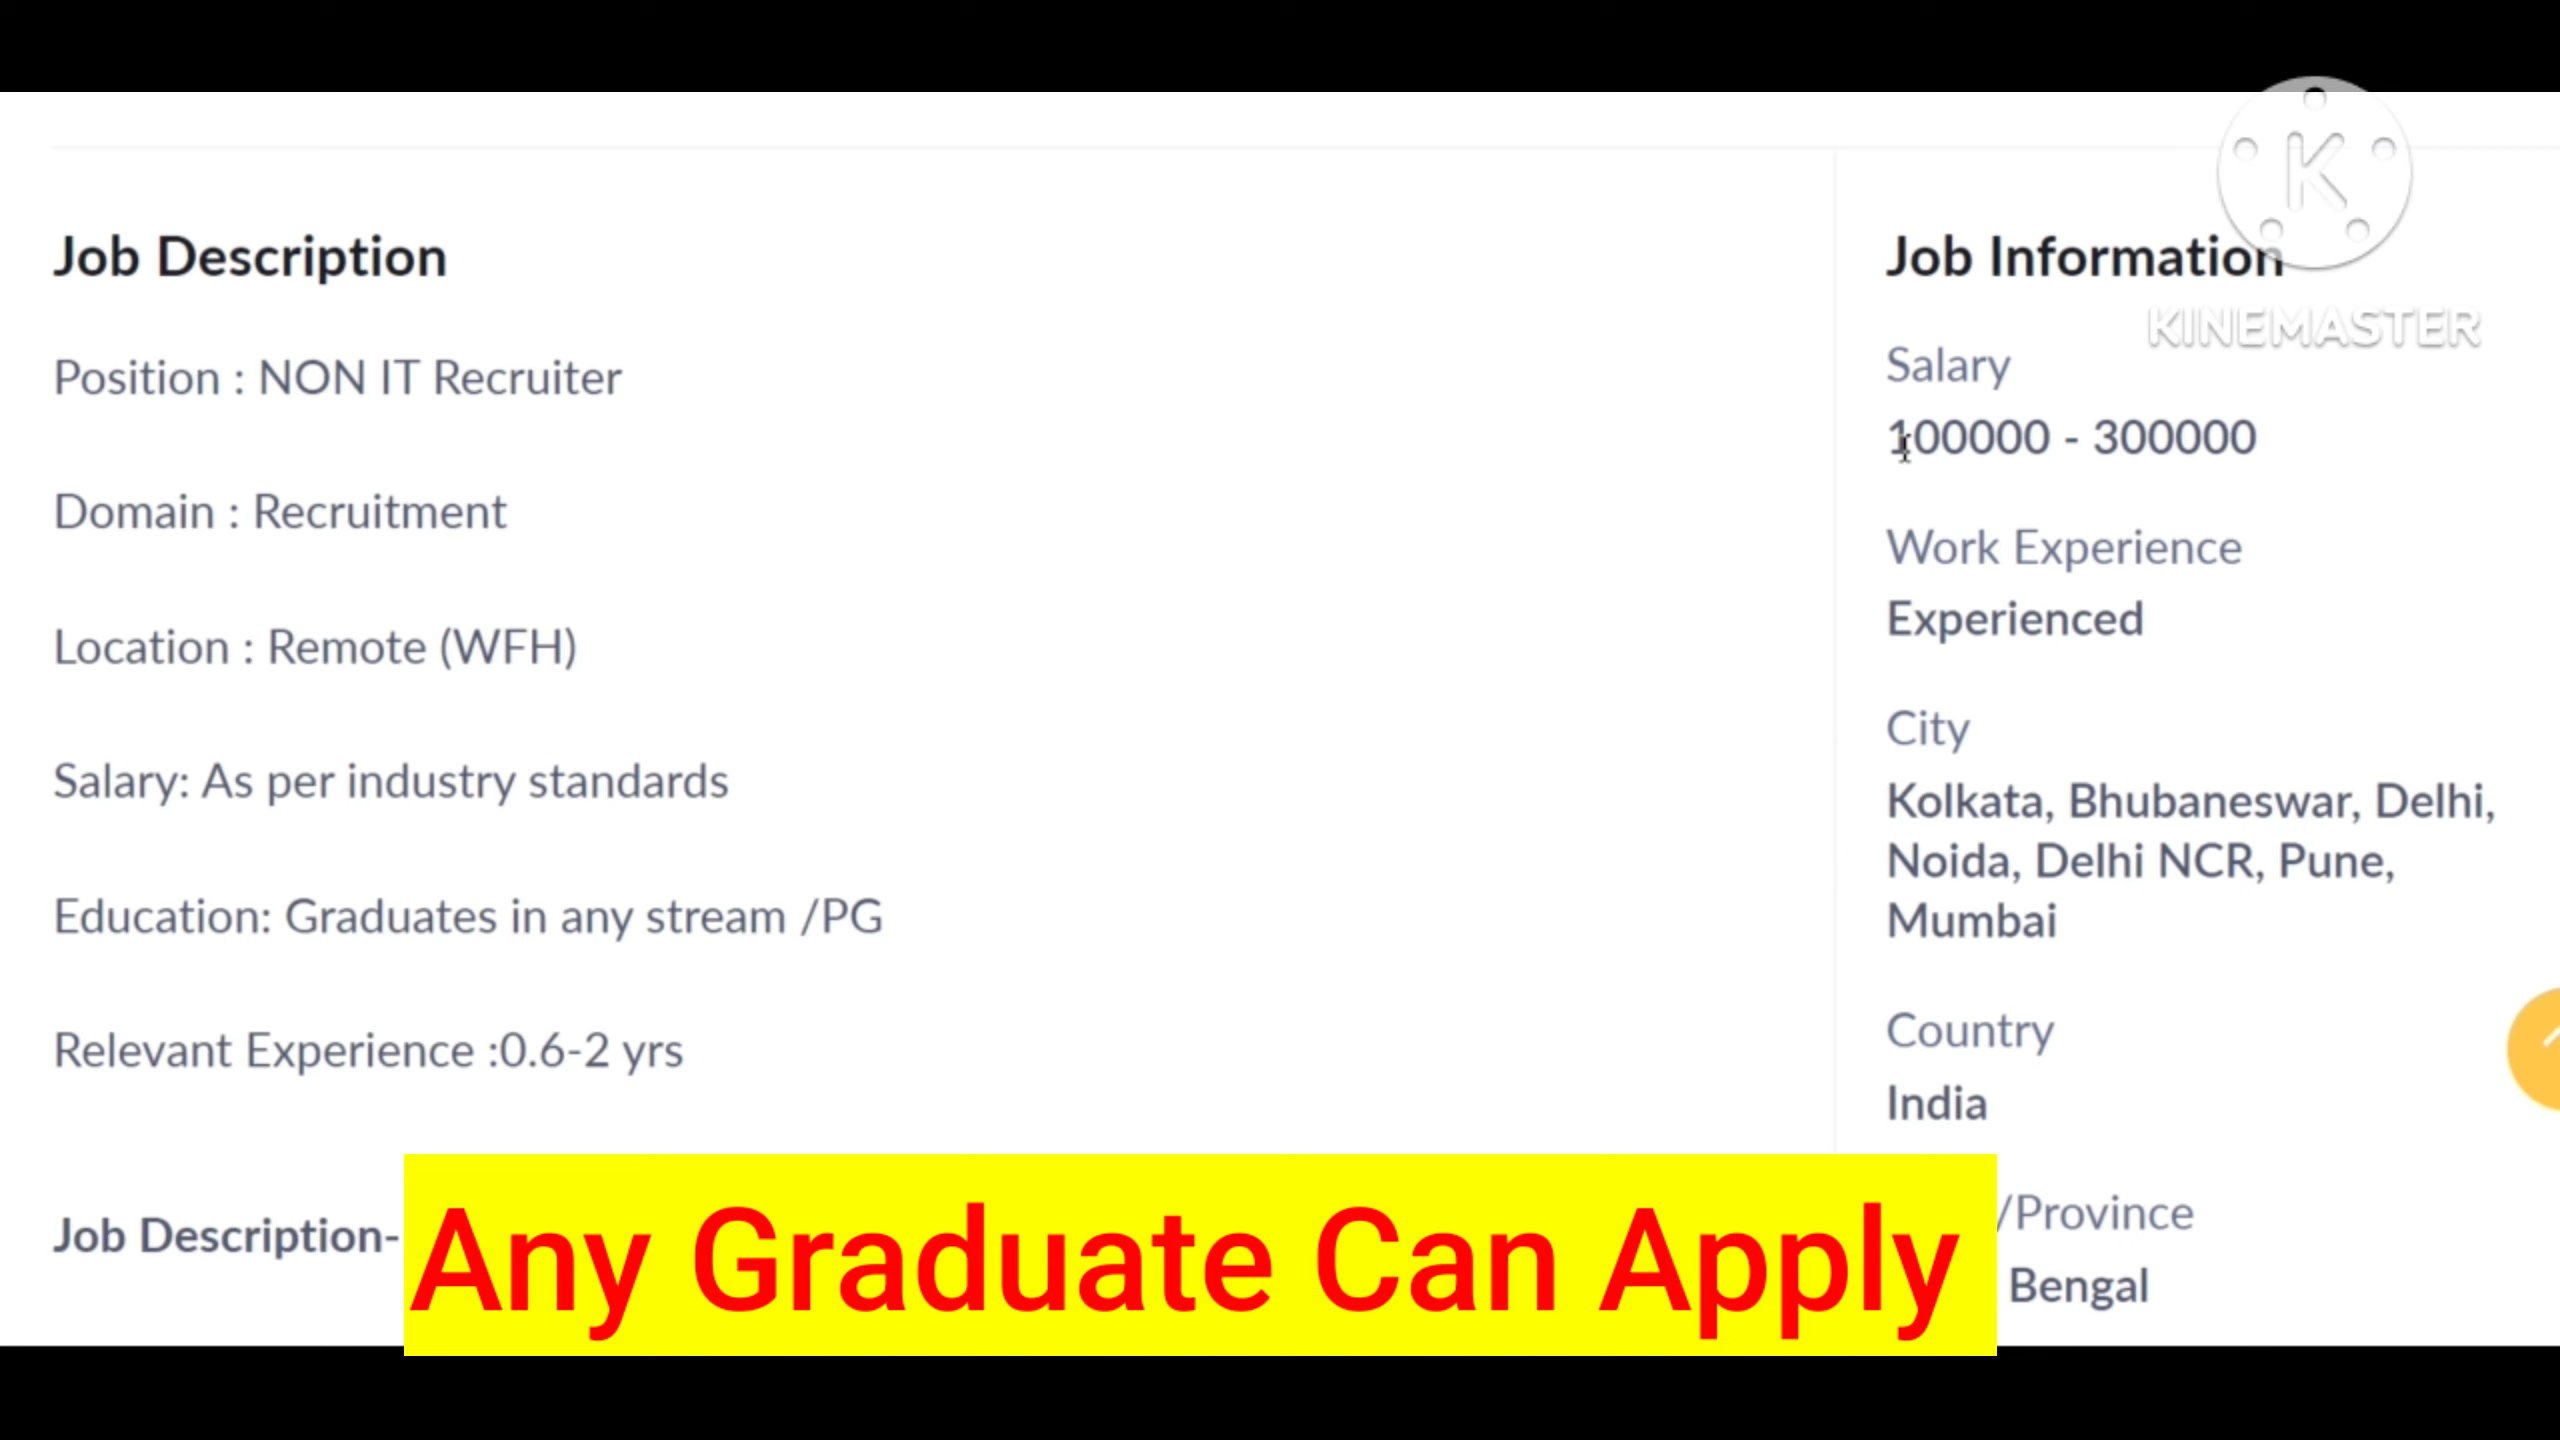 Job Description
Position : NON IT Recruiter
Domain : Recruitment
Location : Remote (WFH)
Salary: As per industry standards
Education: Graduates in any stream /PG
Relevant Experience :0.6-2 yrs
Job Description-
Any Graduate Can Apply
K
KINEMASTER
Job Information
Salary
100000 - 300000
Work Experience
Experienced
City
Kolkata, Bhubaneswar, Delhi,
Noida, Delhi NCR, Pune,
Mumbai
Country
India
/Province
Bengal